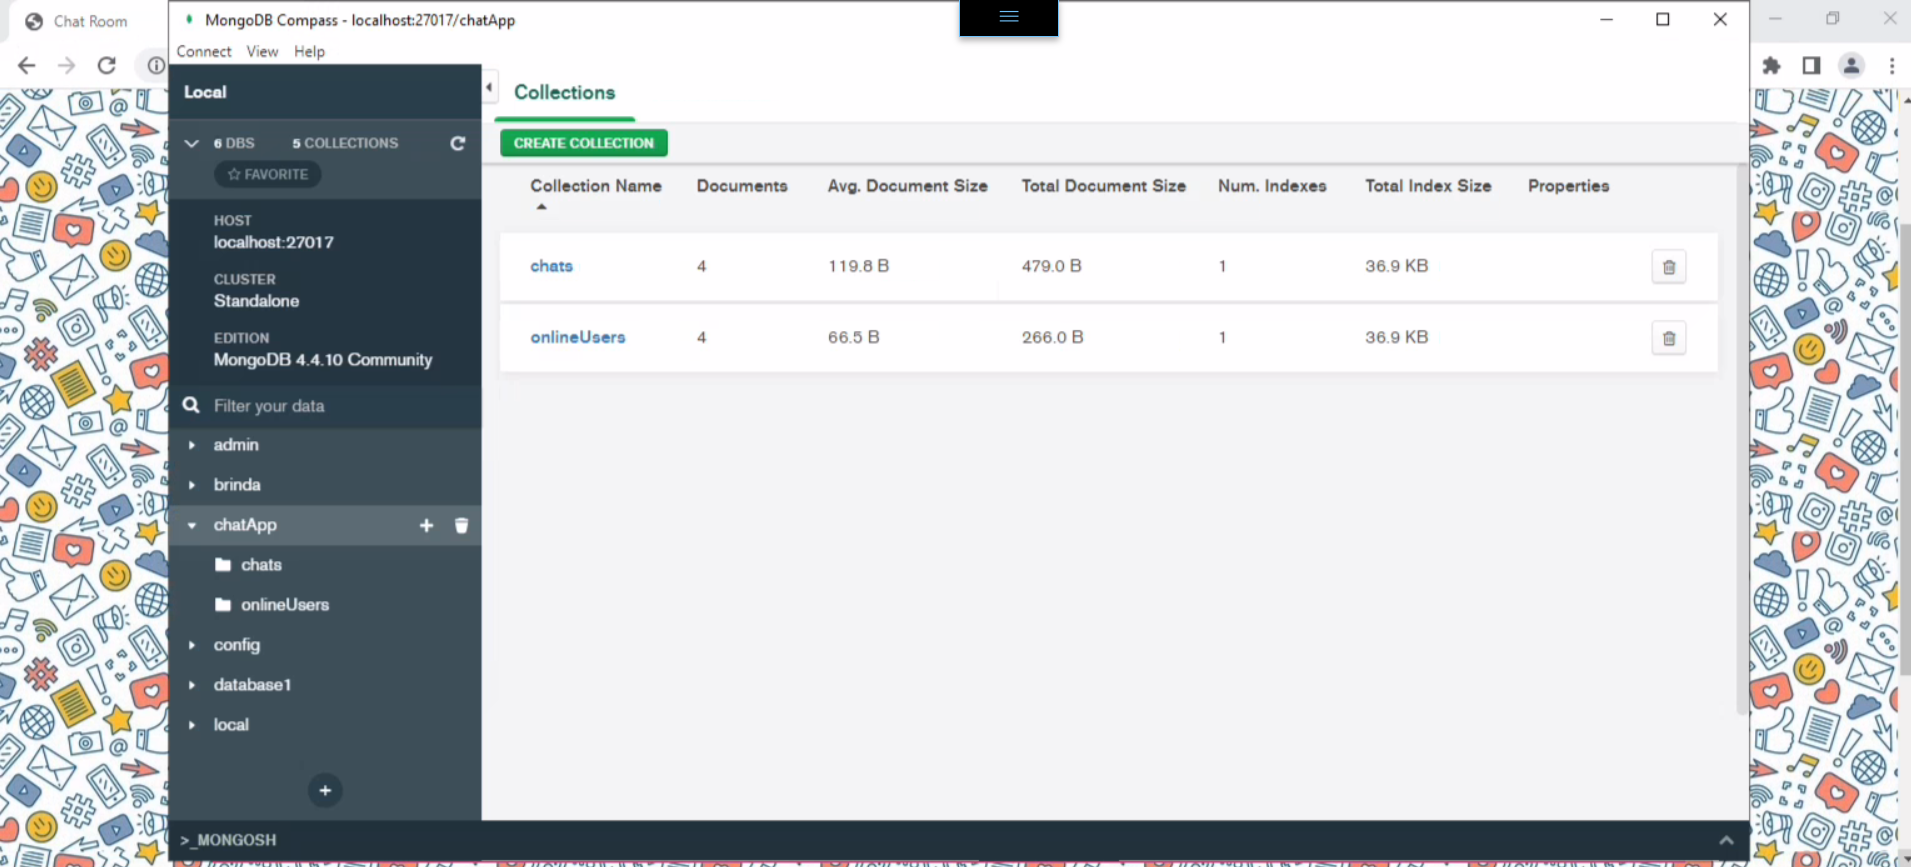 Chat Room
MongoDB Compass - localhost:27017/chatApp
Connect View Help
Local
6 DBS 5 COLLECTIONS
FAVORITE
HOST
localhost:27017
CLUSTER
Standalone
EDITION
MongoDB 4.4.10 Community
Filter your data
admin
brinda
chatApp
chats
onlineUsers
config
database1
local
>_MONGOSH
Collections
CREATE COLLECTION
Collection Name Documents Avg. Document Size Total Document Size Num. Indexes Total Index Size Properties
chats 4 119.8 B 479.0 B 1 36.9 KB
onlineUsers 4 66.5 B 266.0 B 1 36.9 KB